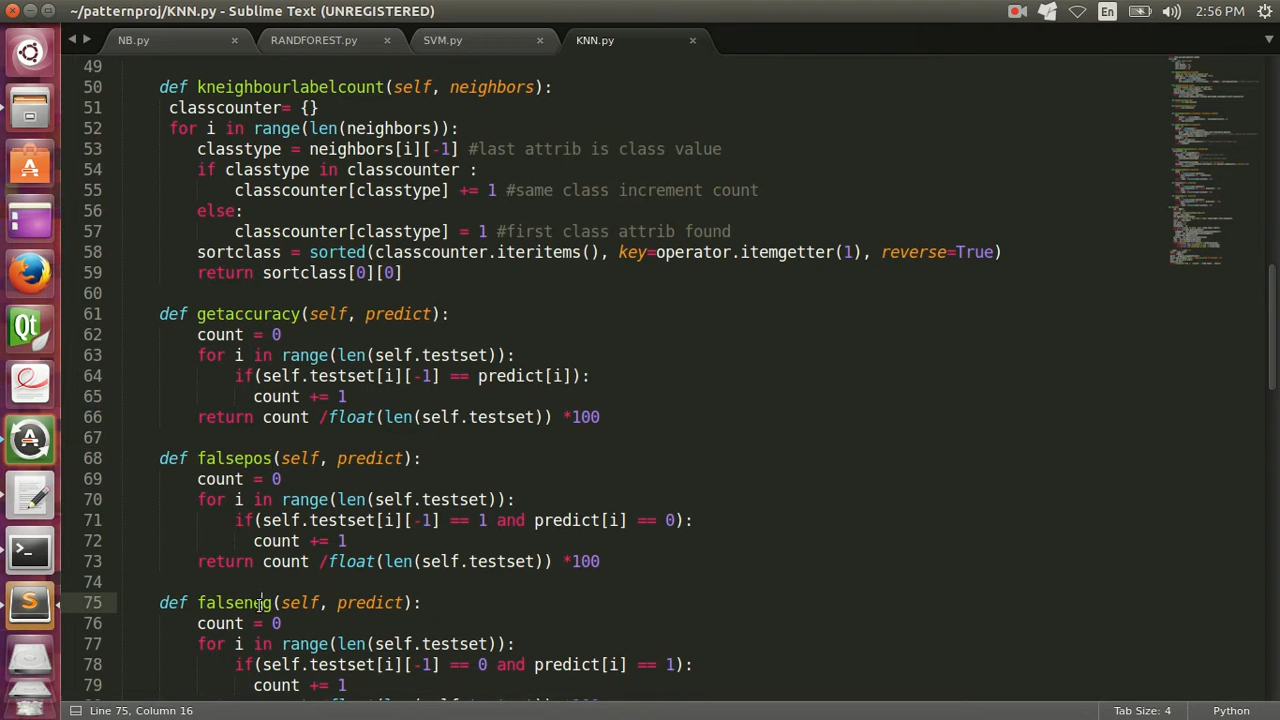 ~/patternproj/KNN.py - Sublime Text (UNREGISTERED)
En
2:56 PM
NB.py
RANDFOREST.py
SVM.py
KNN.py
49
50 def kneighbourlabelcount(self, neighbors):
51 classcounter= {}
52 for i in range(len(neighbors)):
53 classtype = neighbors[i][-1] #last attrib is class value
54 if classtype in classcounter :
55 classcounter[classtype] += 1 #same class increment count
56 else:
57 classcounter[classtype] = 1 #first class attrib found
58 sortclass = sorted(classcounter.iteritems(), key=operator.itemgetter(1), reverse=True)
59 return sortclass[0][0]
60
61 def getaccuracy(self, predict):
62 count = 0
63 for i in range(len(self.testset)):
64 if(self.testset[i][-1] == predict[i]):
65 count += 1
66 return count /float(len(self.testset)) *100
67
68 def falsepos(self, predict):
69 count = 0
70 for i in range(len(self.testset)):
71 if(self.testset[i][-1] == 1 and predict[i] == 0):
72 count += 1
73 return count /float(len(self.testset)) *100
74
75 def falseneg(self, predict):
76 count = 0
77 for i in range(len(self.testset)):
78 if(self.testset[i][-1] == 0 and predict[i] == 1):
79 count += 1
Line 75, Column 16
Tab Size: 4
Python